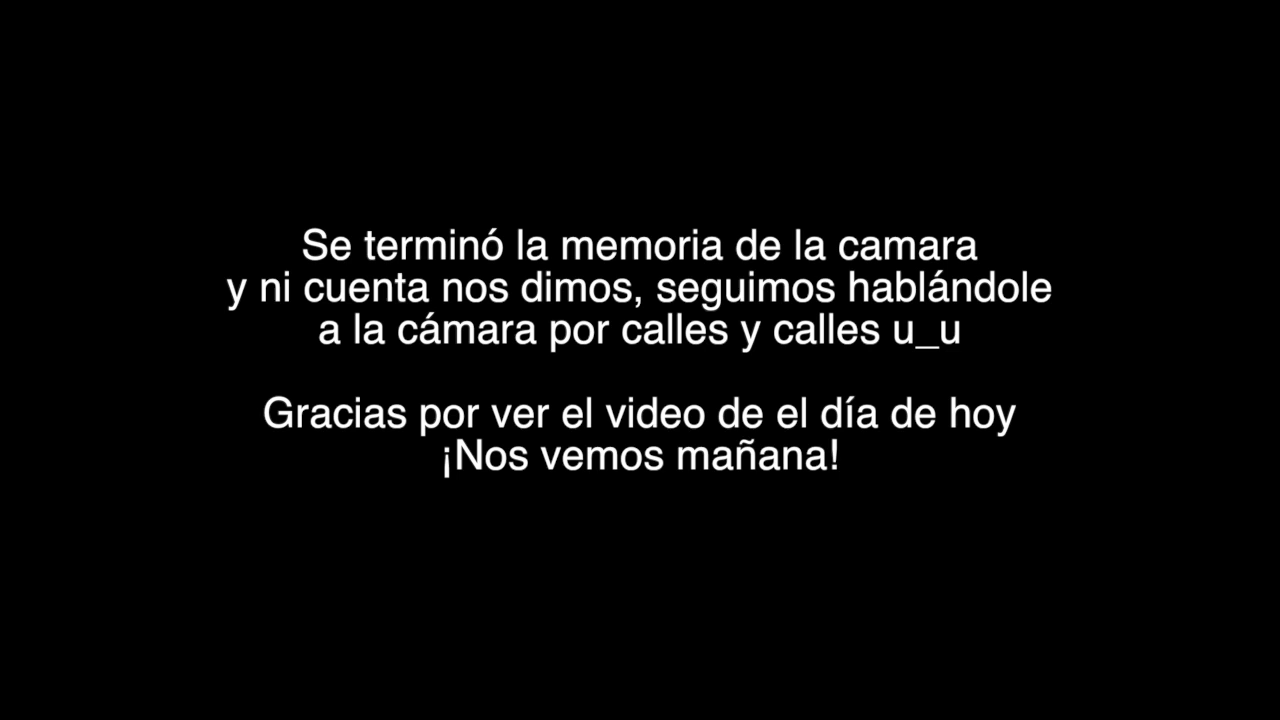 Se terminó la memoria de la camara
y ni cuenta nos dimos, seguimos hablándole
a la cámara por calles y calles u_u
Gracias por ver el video de el día de hoy
¡Nos vemos mañana!